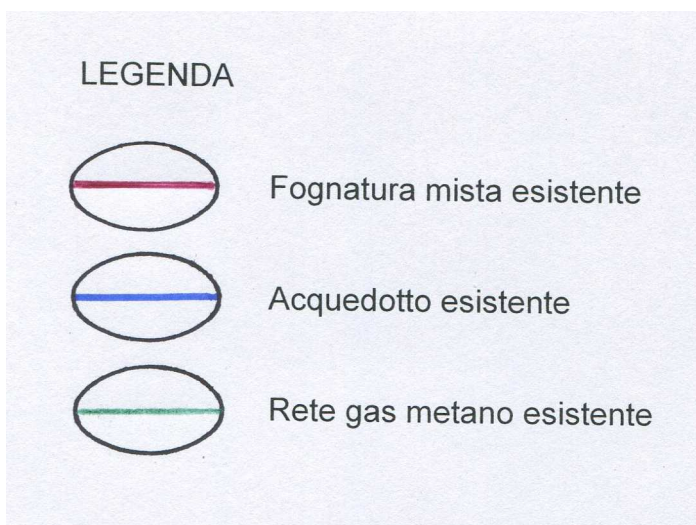 LEGENDA
Fognatura mista esistente
Acquedotto esistente
Rete gas metano esistente